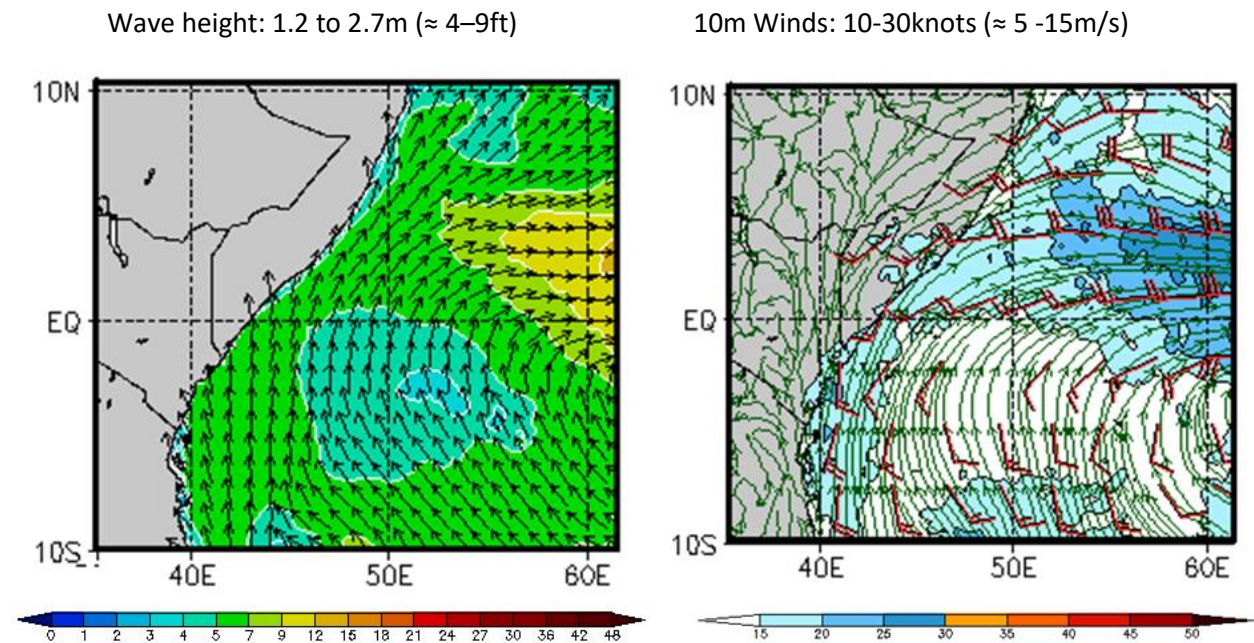 Wave height: 1.2 to 2.7m (≈ 4–9ft)
10m Winds: 10-30knots (≈ 5 -15m/s)
10N
EQ
10S
40E
50E
60E
0 1 2 3 4 5 7 9 12 15 18 21 24 27 30 36 42 48
10N
EQ
10S
40E
50E
60E
15 20 25 30 35 40 45 50